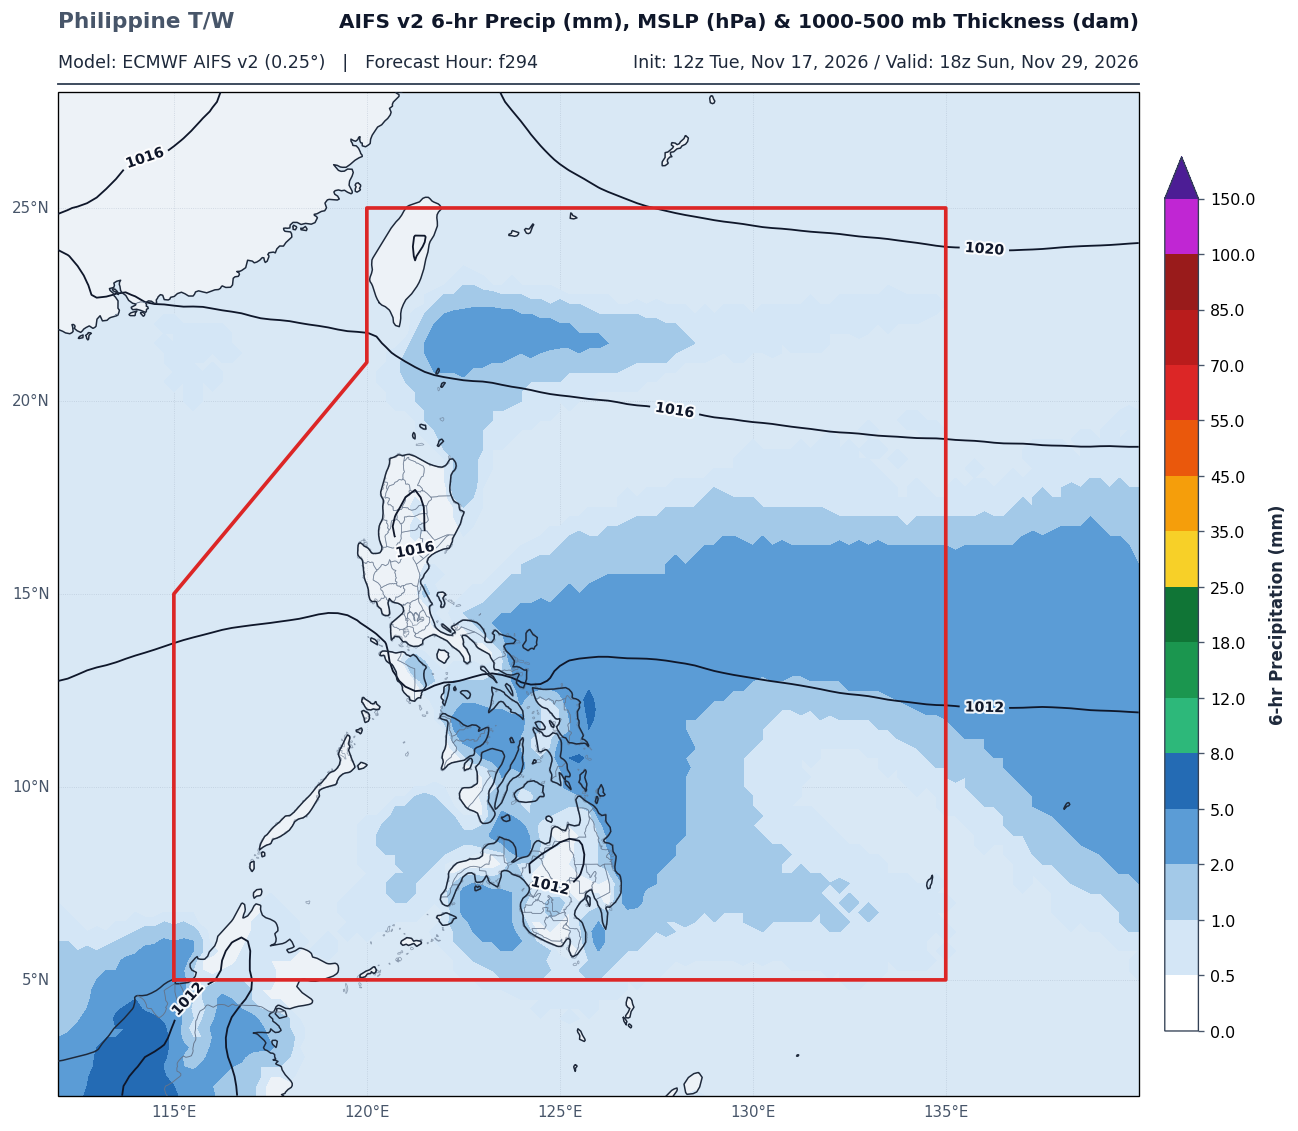 Philippine T/W
AIFS v2 6-hr Precip (mm), MSLP (hPa) & 1000-500 mb Thickness (dam)
Model: ECMWF AIFS v2 (0.25°) | Forecast Hour: f294
Init: 12z Tue, Nov 17, 2026 / Valid: 18z Sun, Nov 29, 2026
1016
25°N
1020
20°N
1016
1016
15°N
1012
10°N
1012
5°N
1012
115°E
120°E
125°E
130°E
135°E
150.0
100.0
85.0
70.0
55.0
45.0
35.0
25.0
18.0
12.0
8.0
5.0
2.0
1.0
0.5
0.0
6-hr Precipitation (mm)